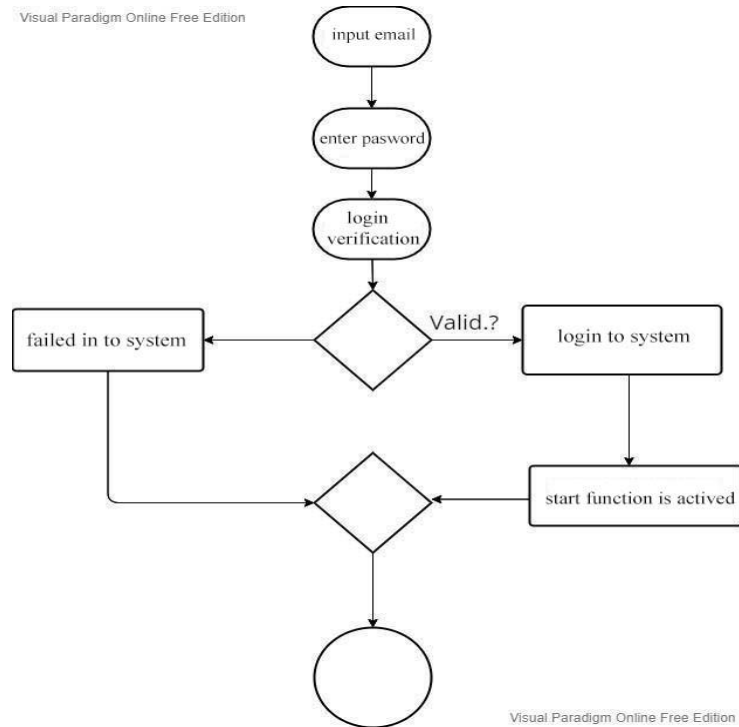 Visual Paradigm Online Free Edition
input email
enter pasword
login
verification
Valid.?
failed in to system
login to system
start function is actived
Visual Paradigm Online Free Edition